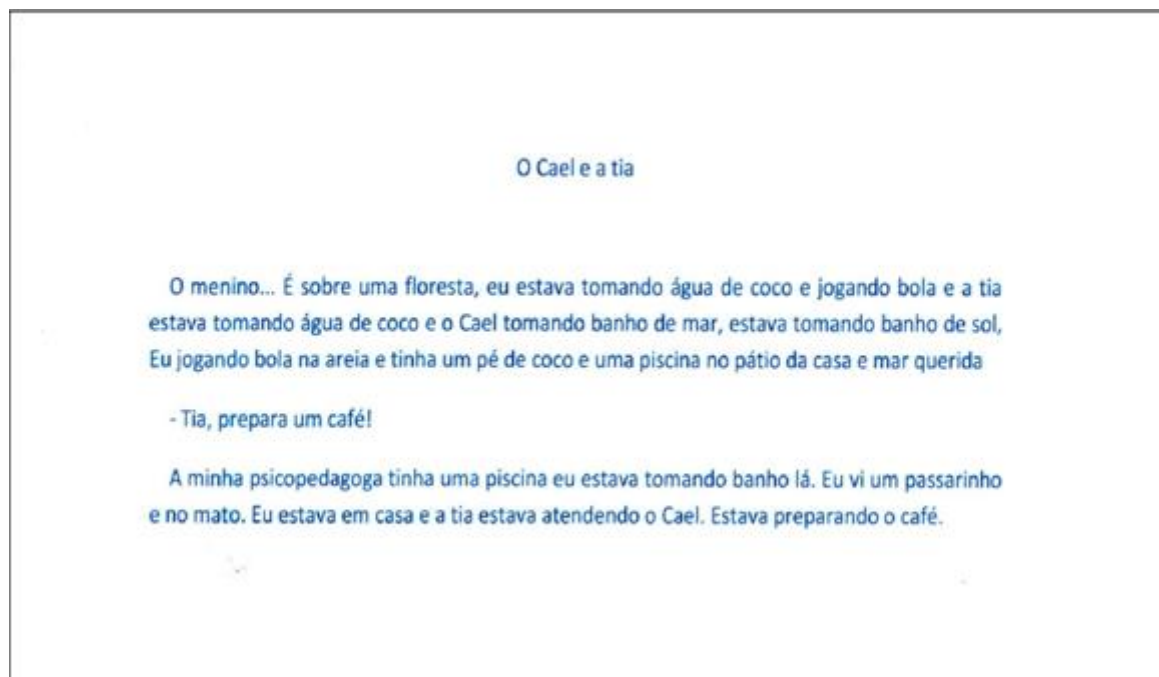 O Cael e a tia
O menino... É sobre uma floresta, eu estava tomando água de coco e jogando bola e a tia
estava tomando água de coco e o Cael tomando banho de mar, estava tomando banho de sol,
Eu jogando bola na areia e tinha um pé de coco e uma piscina no pátio da casa e mar querida
- Tia, prepara um café!
A minha psicopedagoga tinha uma piscina eu estava tomando banho lá. Eu vi um passarinho
e no mato. Eu estava em casa e a tia estava atendendo o Cael. Estava preparando o café.